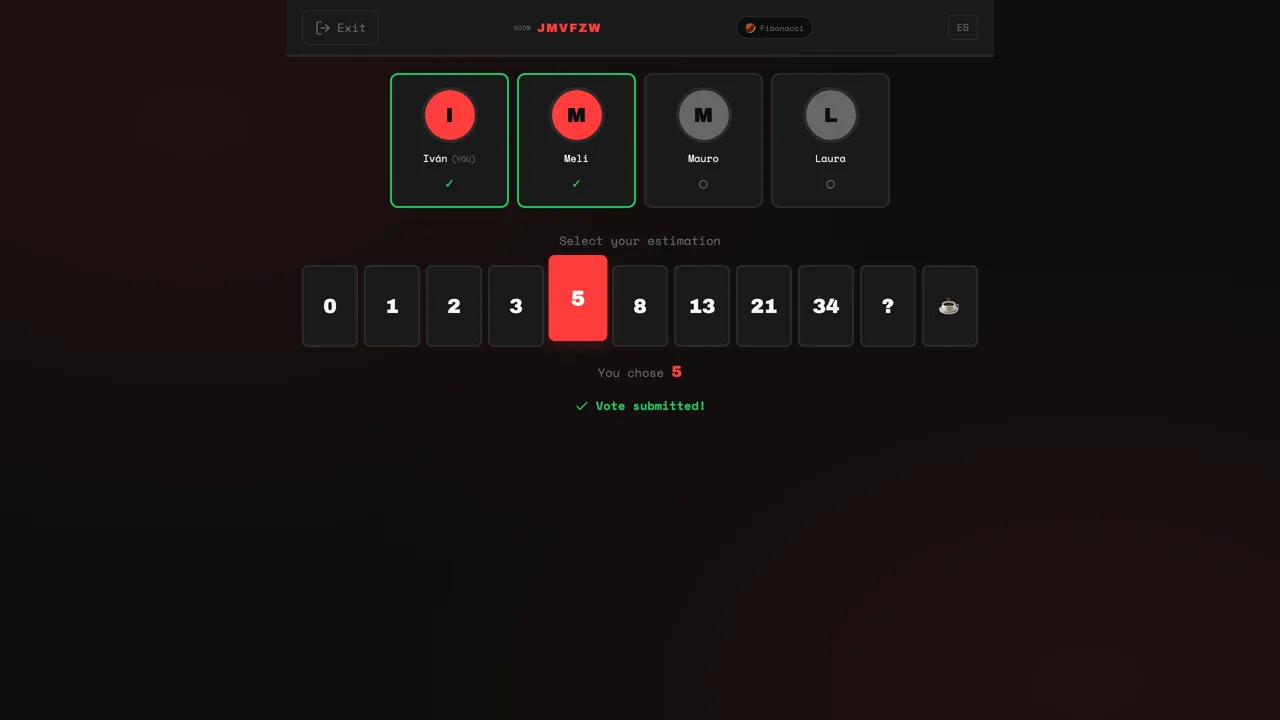 Exit
ROOM JMVFZW
Fibonacci
ES
I
Iván (YOU)
✓
M
Meli
✓
M
Mauro
L
Laura
Select your estimation
0 1 2 3 5 8 13 21 34 ?
You chose 5
✓ Vote submitted!